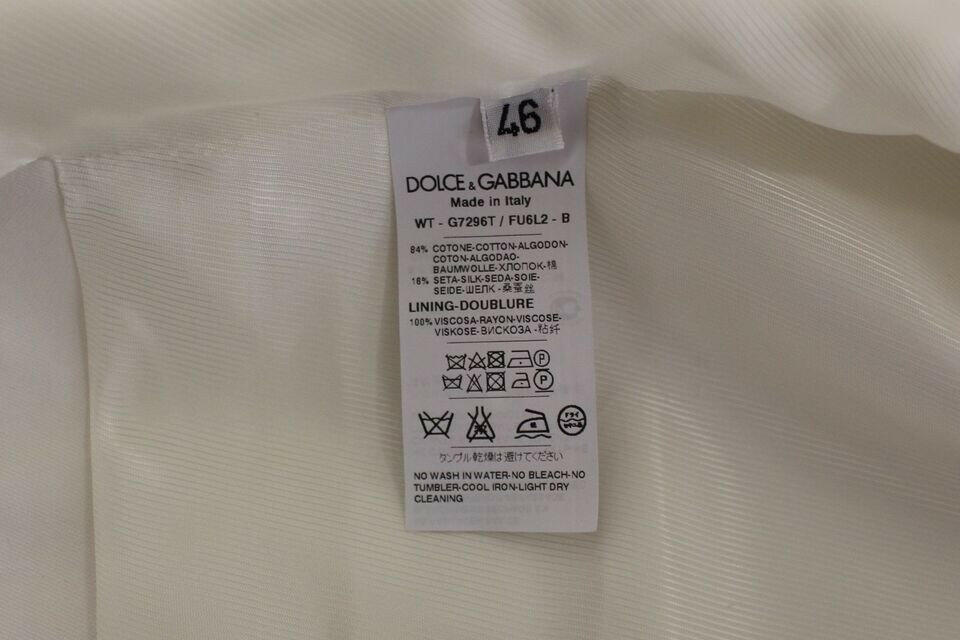 46
DOLCE & GABBANA
Made in Italy
WT - G7296T / FU6L2 - B
84% COTONE-COTTON-ALGODON-
COTON-ALGODAO-
BAUMWOLLE-ХЛОПОК-棉
16% SETA-SILK-SEDA-SOIE-
SEIDE-ШЕЛК-桑蚕丝
LINING-DOUBLURE
100% VISCOSA-RAYON-VISCOSE-
VISKOSE-ВИСКОЗА-粘纤
P
P
ドライ
タンブル乾燥は避けてください
NO WASH IN WATER-NO BLEACH-NO
TUMBLER-COOL IRON-LIGHT DRY
CLEANING